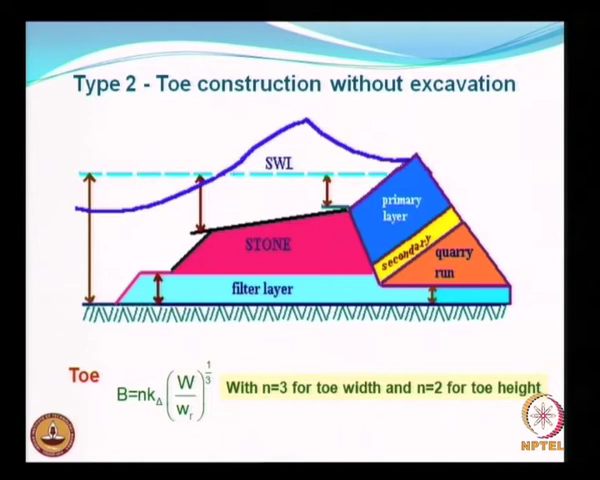 Type 2 - Toe construction without excavation
SWL
primary
layer
STONE
secondary
quarry
run
filter layer
Toe
B=nk_Δ (W/w_r)^{1/3}
With n=3 for toe width and n=2 for toe height
NPTEL